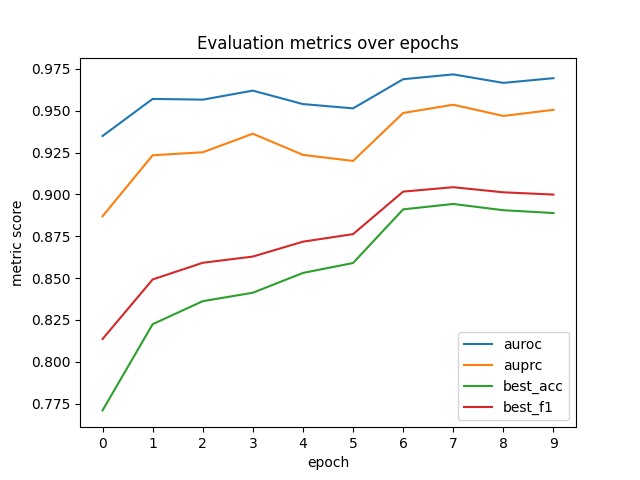 Evaluation metrics over epochs
metric score
0.975
0.950
0.925
0.900
0.875
0.850
0.825
0.800
0.775
auroc
auprc
best_acc
best_f1
0 1 2 3 4 5 6 7 8 9
epoch